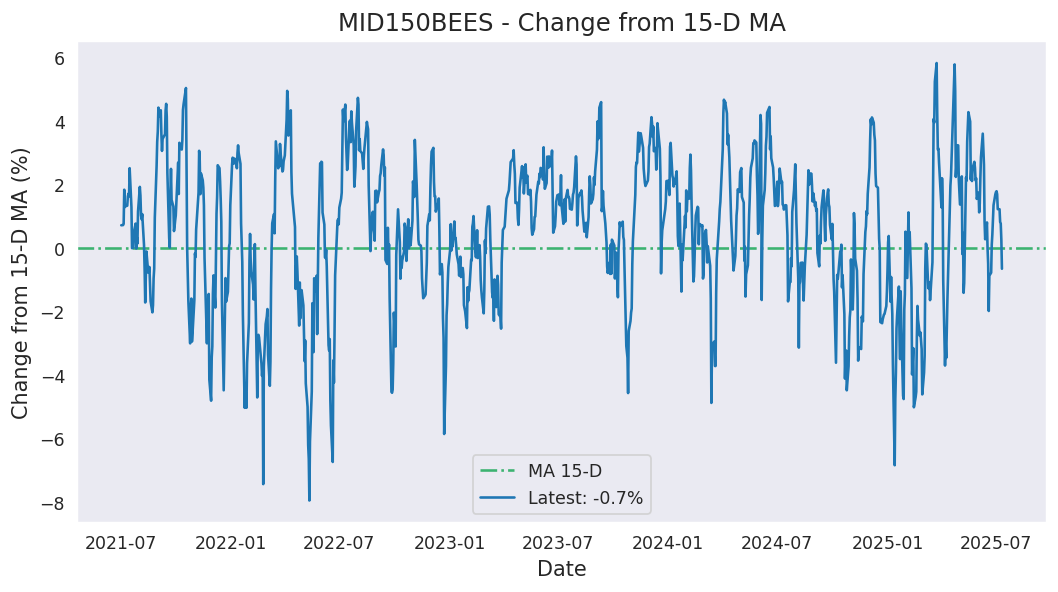 MID150BEES - Change from 15-D MA
Change from 15-D MA (%)
6
4
2
0
−2
−4
−6
−8
MA 15-D
Latest: -0.7%
2021-07 2022-01 2022-07 2023-01 2023-07 2024-01 2024-07 2025-01 2025-07
Date